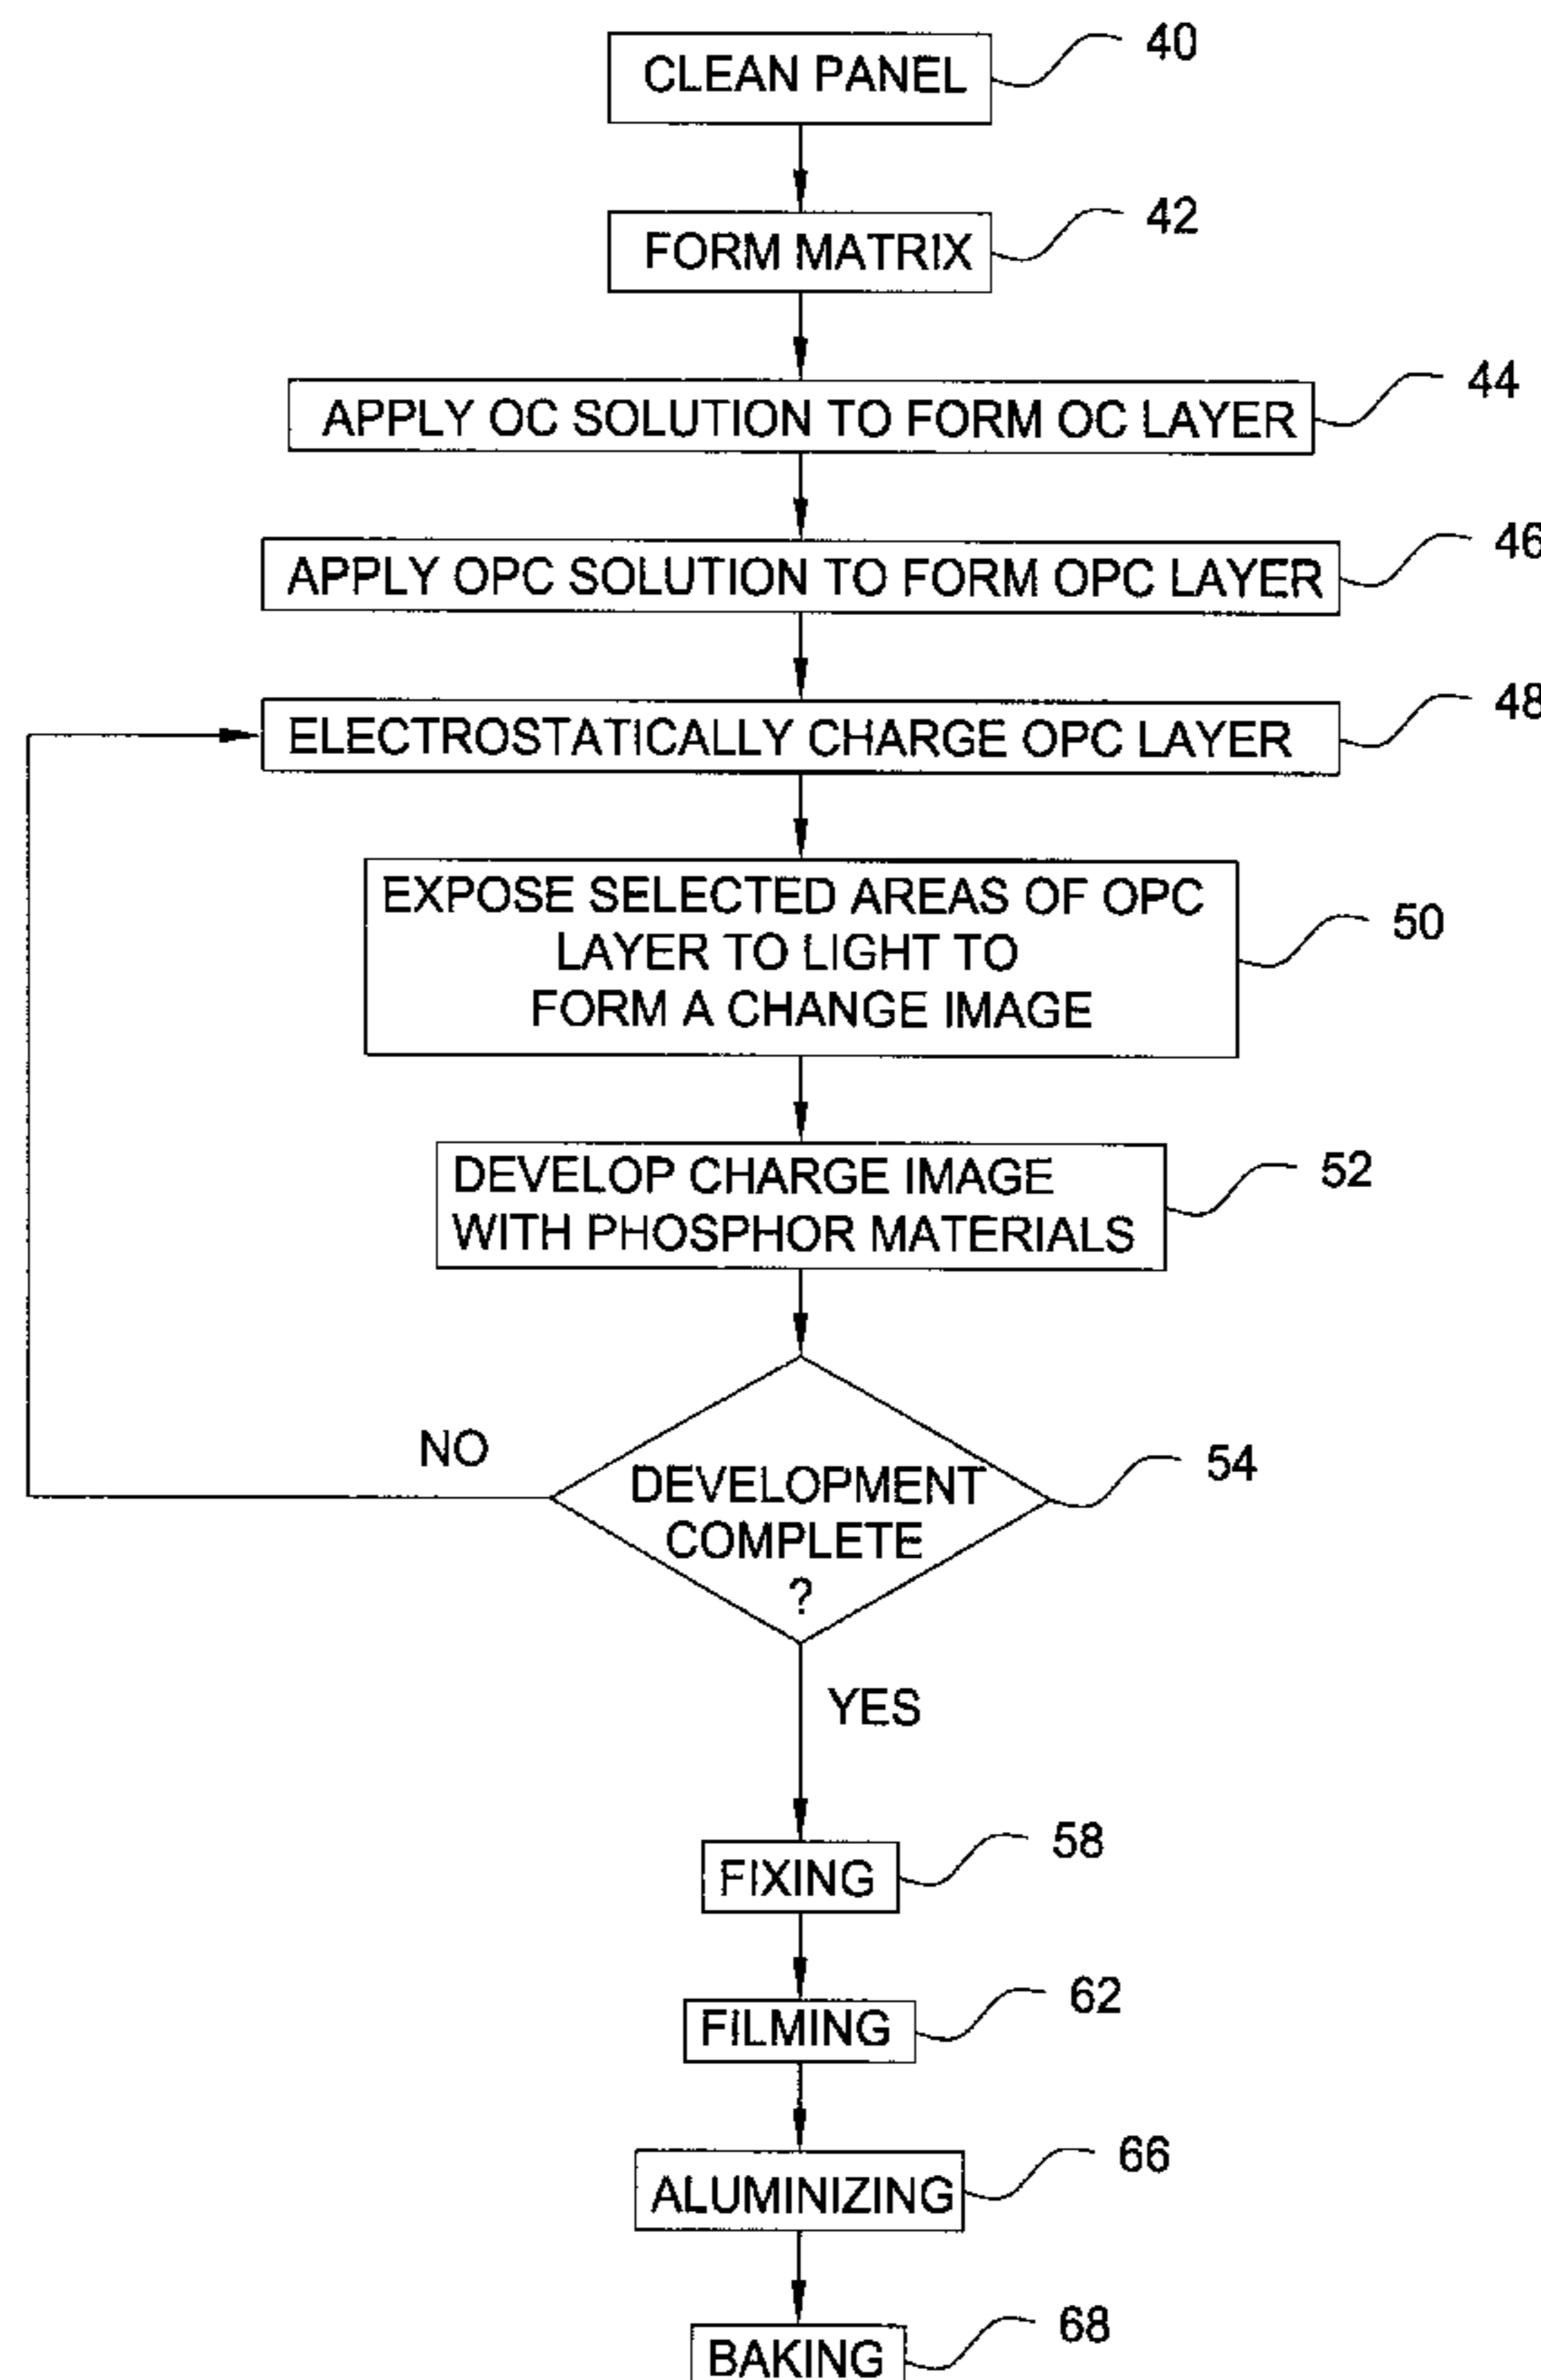 CLEAN PANEL
40
FORM MATRIX
42
APPLY OC SOLUTION TO FORM OC LAYER
44
APPLY OPC SOLUTION TO FORM OPC LAYER
46
ELECTROSTATICALLY CHARGE OPC LAYER
48
EXPOSE SELECTED AREAS OF OPC
LAYER TO LIGHT TO
FORM A CHANGE IMAGE
50
DEVELOP CHARGE IMAGE
WITH PHOSPHOR MATERIALS
52
NO
DEVELOPMENT
COMPLETE
?
54
YES
FIXING
58
FILMING
62
ALUMINIZING
66
BAKING
68